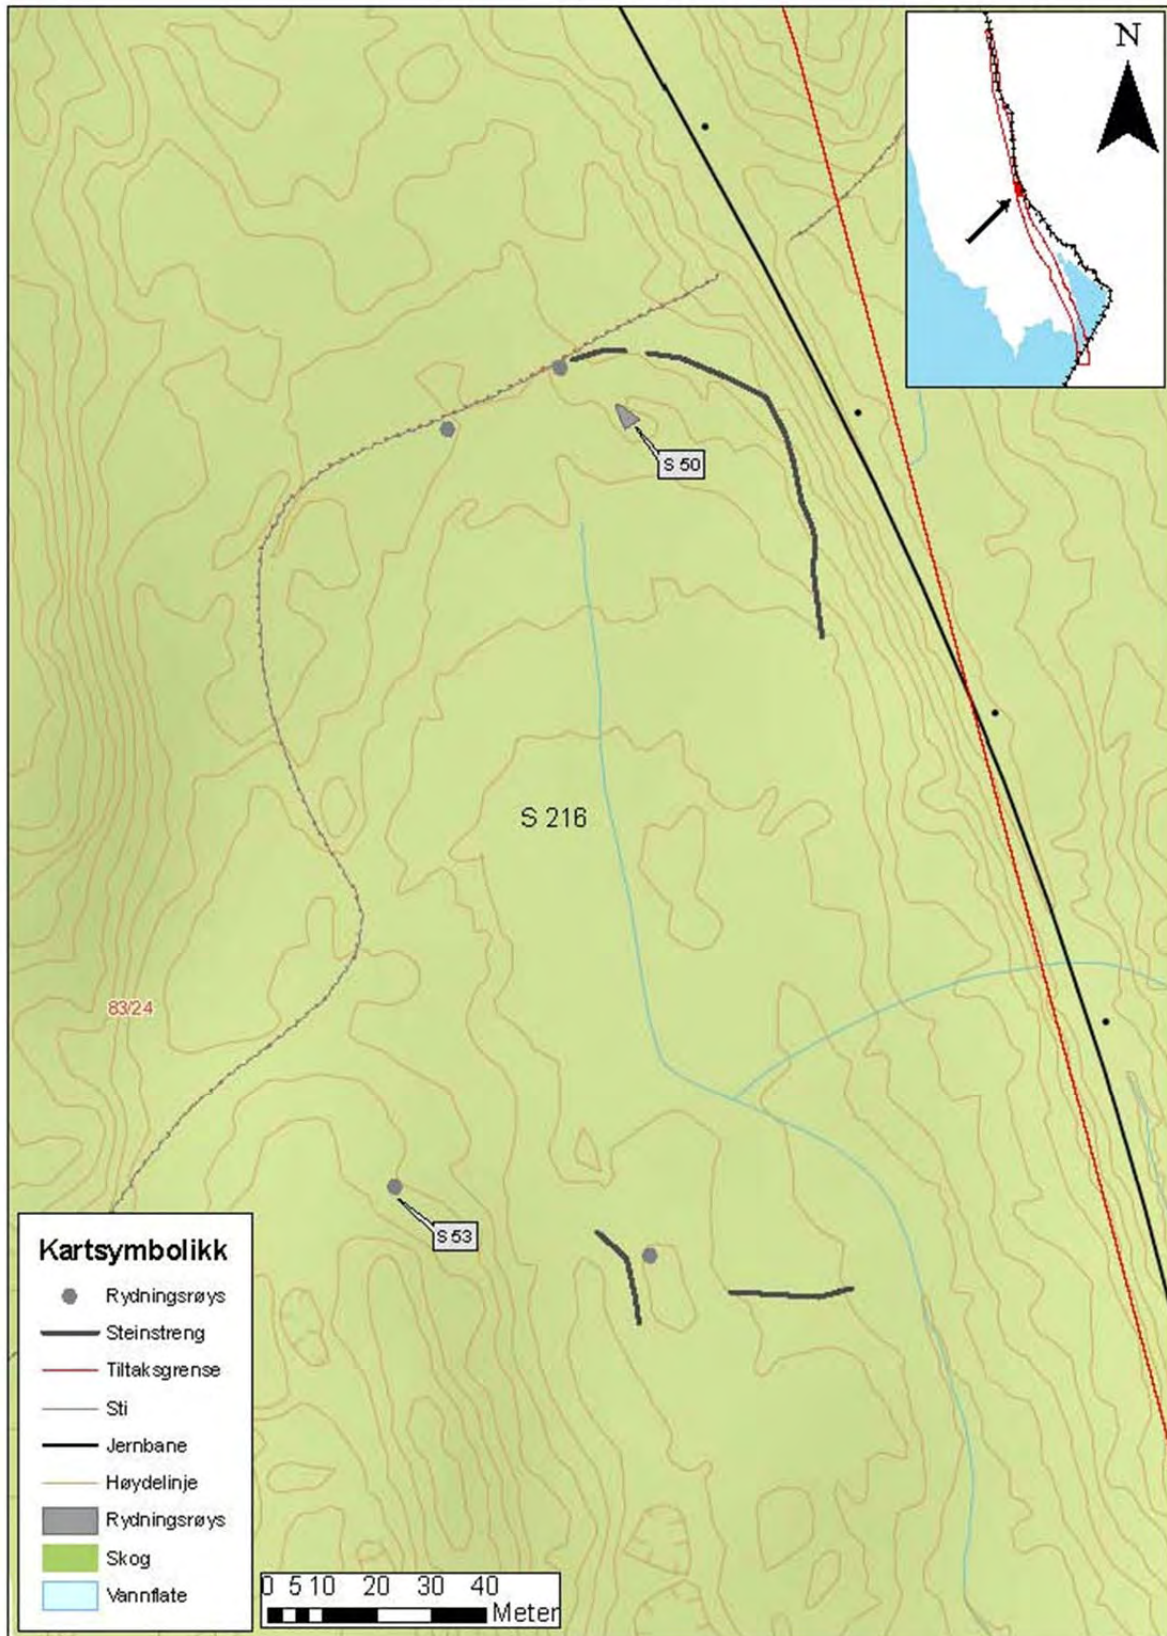 N
S 50
S 216
83/24
S 53
Kartsymbolikk
Rydningsrøys
Steinstreng
Tiltaksgrense
Sti
Jernbane
Høydelinje
Rydningsrøys
Skog
Vannflate
0 5 10 20 30 40
Meter